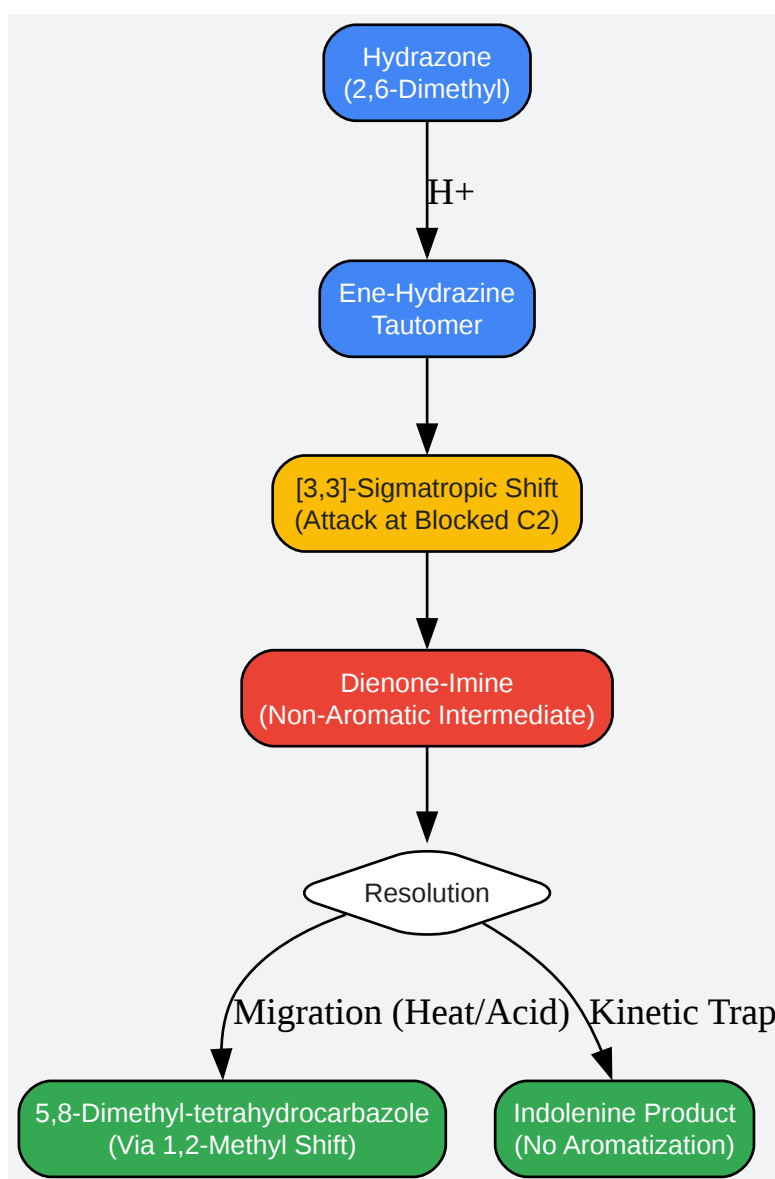 Hydrazone
(2,6-Dimethyl)
H+
Ene-Hydrazine
Tautomer
[3,3]-Sigmatropic Shift
(Attack at Blocked C2)
Dienone-Imine
(Non-Aromatic Intermediate)
Resolution
Migration (Heat/Acid)
Kinetic Trap
5,8-Dimethyl-tetrahydrocarbazole
(Via 1,2-Methyl Shift)
Indolenine Product
(No Aromatization)